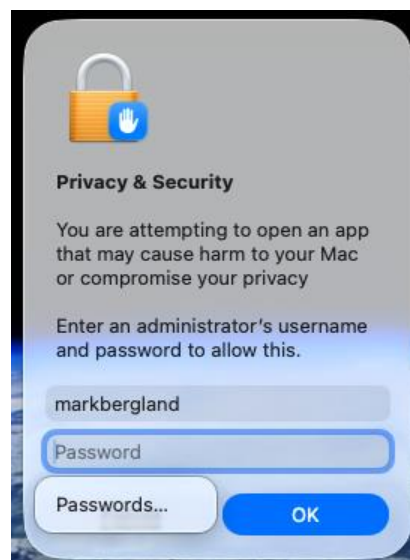 Privacy & Security
You are attempting to open an app
that may cause harm to your Mac
or compromise your privacy
Enter an administrator's username
and password to allow this.
markbergland
Password
Passwords...
OK